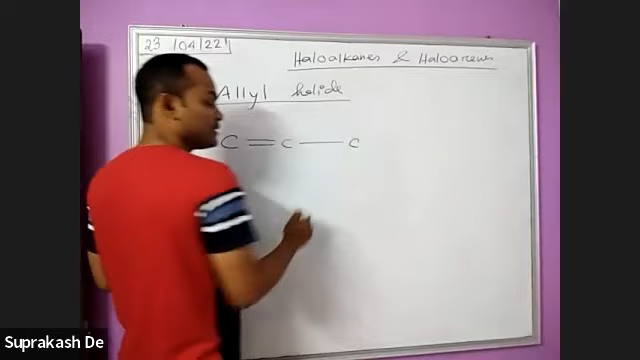 23/04/22
Haloalkanes & Haloarenes
Allyl halide
C = C — C
Suprakash De